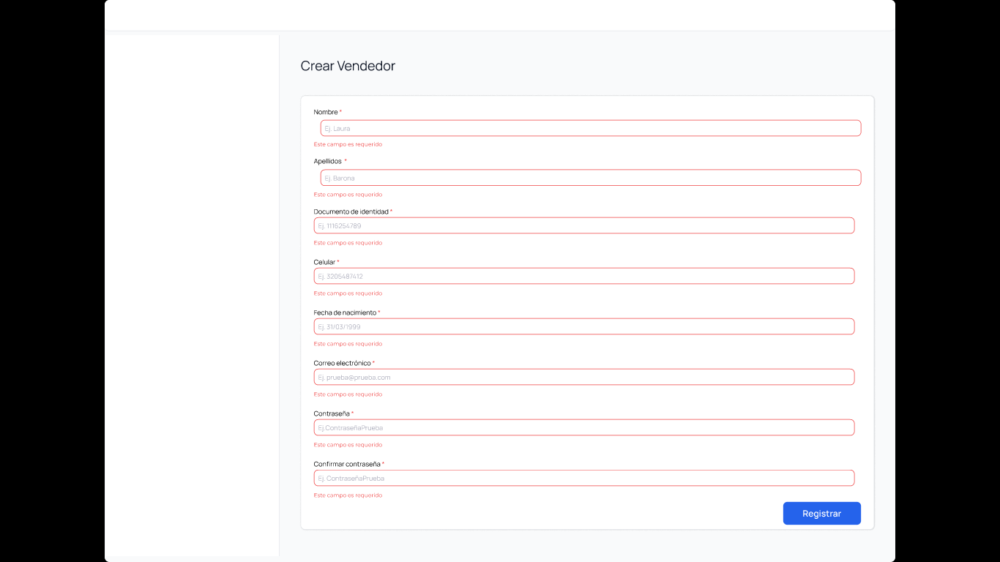 Crear Vendedor
Nombre *
Ej. Laura
Este campo es requerido
Apellidos *
Ej. Barona
Este campo es requerido
Documento de identidad *
Ej. 1116254789
Este campo es requerido
Celular *
Ej. 3205487412
Este campo es requerido
Fecha de nacimiento *
Ej. 31/03/1999
Este campo es requerido
Correo electrónico *
Ej. prueba@prueba.com
Este campo es requerido
Contraseña *
Ej.ContraseñaPrueba
Este campo es requerido
Confirmar contraseña *
Ej. ContraseñaPrueba
Este campo es requerido
Registrar